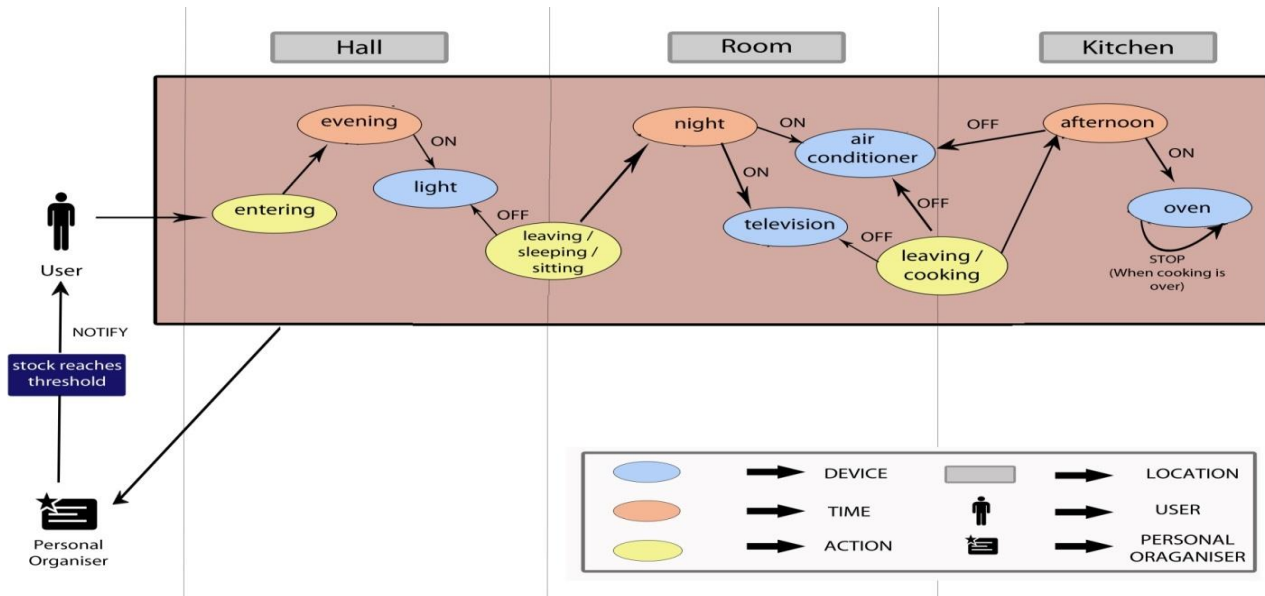 Hall
Room
Kitchen
evening
ON
light
entering
OFF
leaving /
sleeping /
sitting
night
ON
ON
air
conditioner
television
OFF
OFF
leaving /
cooking
OFF
afternoon
ON
oven
STOP
(When cooking is
over)
User
NOTIFY
stock reaches
threshold
Personal
Organiser
DEVICE
TIME
ACTION
LOCATION
USER
PERSONAL
ORAGANISER